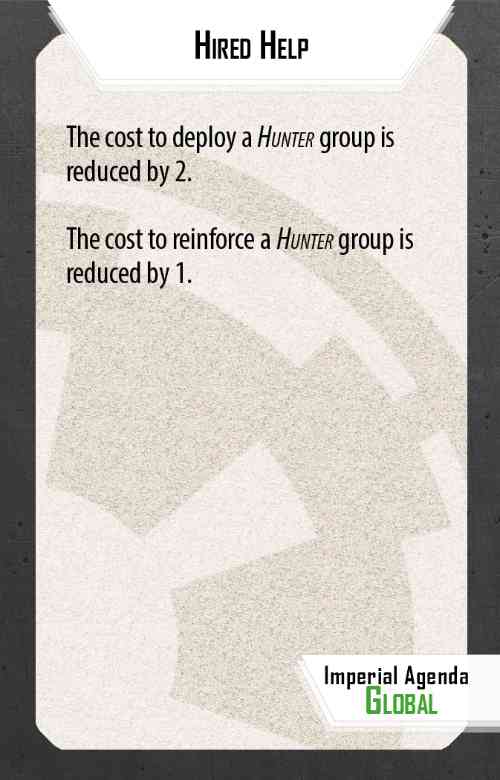 Hired Help
The cost to deploy a Hunter group is
reduced by 2.
The cost to reinforce a Hunter group is
reduced by 1.
Imperial Agenda
Global